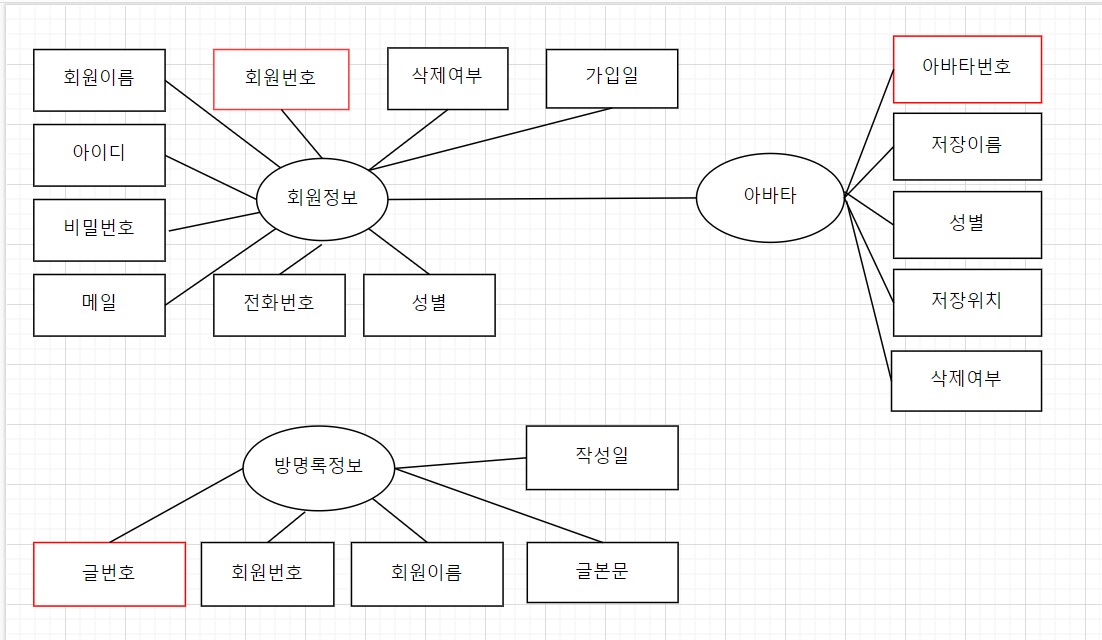 회원이름
회원번호
삭제여부
가입일
아바타번호
아이디
저장이름
비밀번호
회원정보
아바타
성별
메일
전화번호
성별
저장위치
삭제여부
방명록정보
작성일
글번호
회원번호
회원이름
글본문